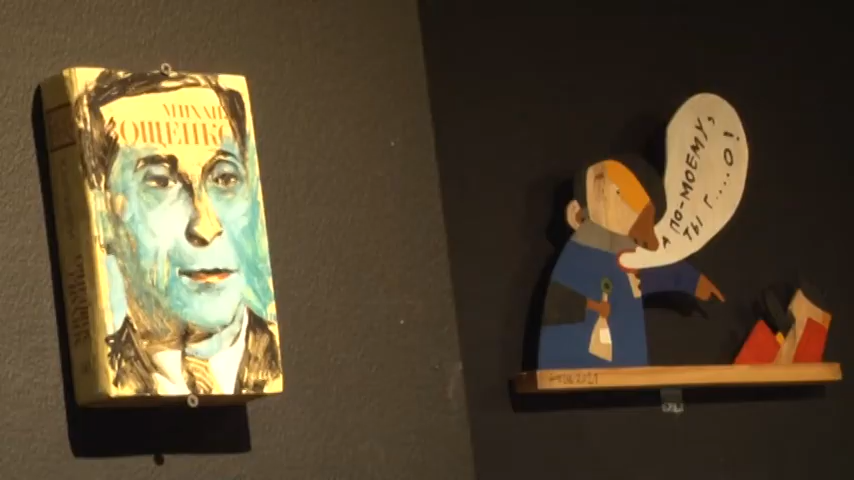 МИХАИЛ
ЗОЩЕНКО
А ПО-МОЕМУ,
ТЫ Г....О!